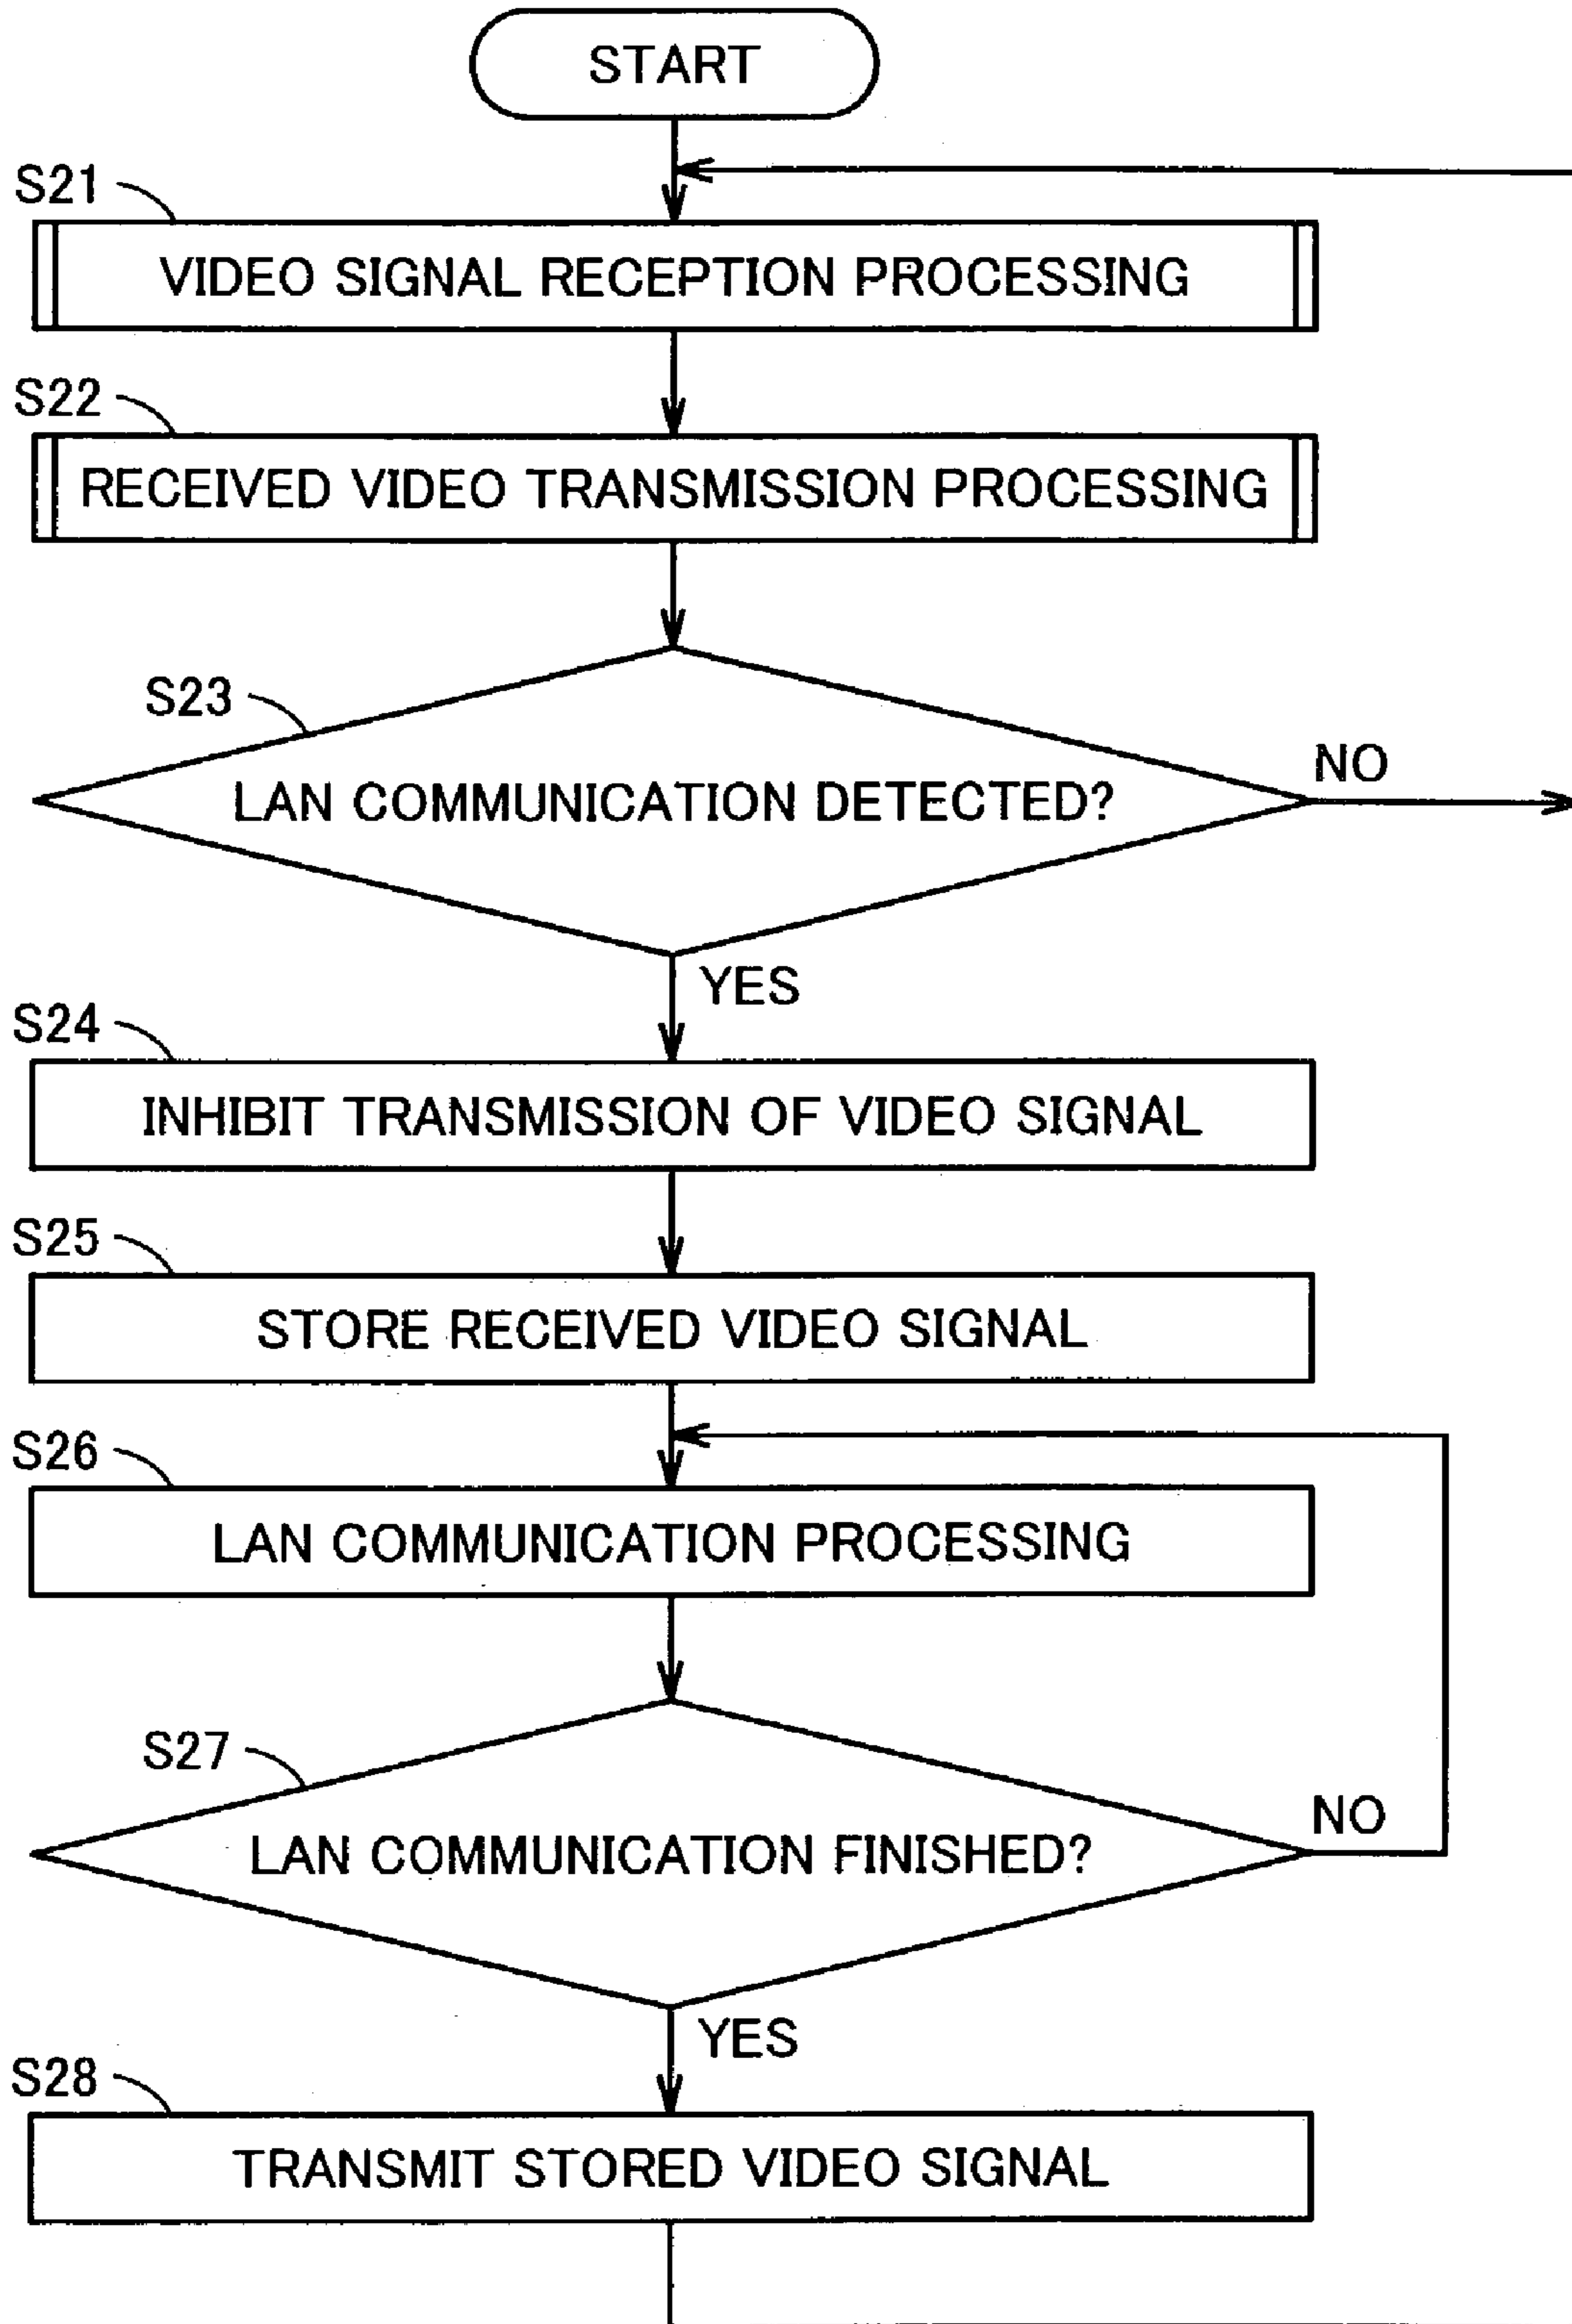 START
S21
VIDEO SIGNAL RECEPTION PROCESSING
S22
RECEIVED VIDEO TRANSMISSION PROCESSING
S23
LAN COMMUNICATION DETECTED?
NO
YES
S24
INHIBIT TRANSMISSION OF VIDEO SIGNAL
S25
STORE RECEIVED VIDEO SIGNAL
S26
LAN COMMUNICATION PROCESSING
S27
LAN COMMUNICATION FINISHED?
NO
YES
S28
TRANSMIT STORED VIDEO SIGNAL